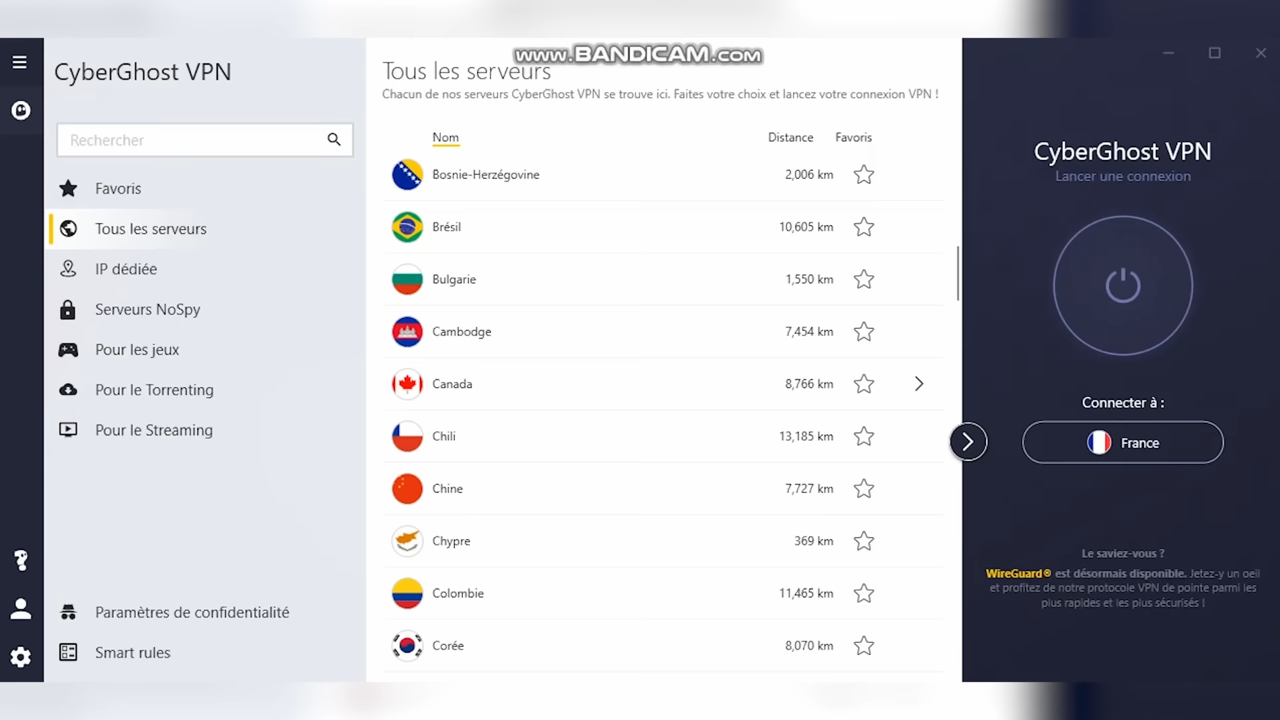 www.BANDICAM.com
CyberGhost VPN
Rechercher
Favoris
Tous les serveurs
IP dédiée
Serveurs NoSpy
Pour les jeux
Pour le Torrenting
Pour le Streaming
Paramètres de confidentialité
Smart rules
Tous les serveurs
Chacun de nos serveurs CyberGhost VPN se trouve ici. Faites votre choix et lancez votre connexion VPN !
Nom Distance Favoris
Bosnie-Herzégovine 2,006 km
Brésil 10,605 km
Bulgarie 1,550 km
Cambodge 7,454 km
Canada 8,766 km
Chili 13,185 km
Chine 7,727 km
Chypre 369 km
Colombie 11,465 km
Corée 8,070 km
CyberGhost VPN
Lancer une connexion
Connecter à :
France
Le saviez-vous ?
WireGuard® est désormais disponible. Jetez-y un oeil
et profitez de notre protocole VPN de pointe parmi les
plus rapides et les plus sécurisés !